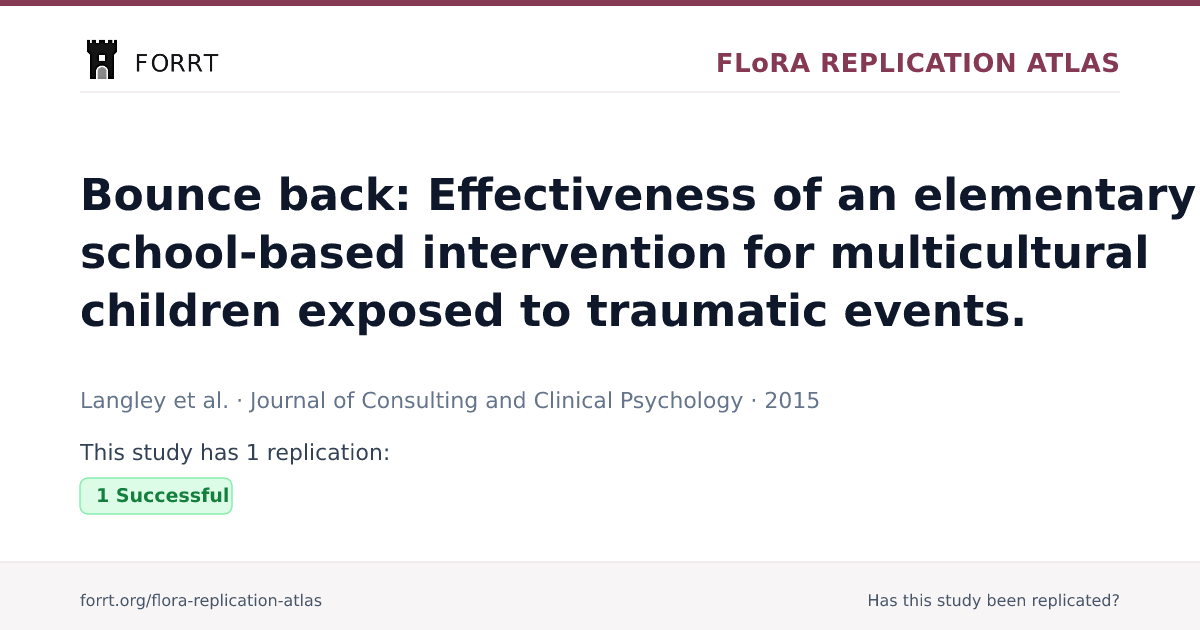 FORRT
FLoRA REPLICATION ATLAS
Bounce back: Effectiveness of an elementary
school-based intervention for multicultural
children exposed to traumatic events.
Langley et al. · Journal of Consulting and Clinical Psychology · 2015
This study has 1 replication:
1 Successful
forrt.org/flora-replication-atlas
Has this study been replicated?